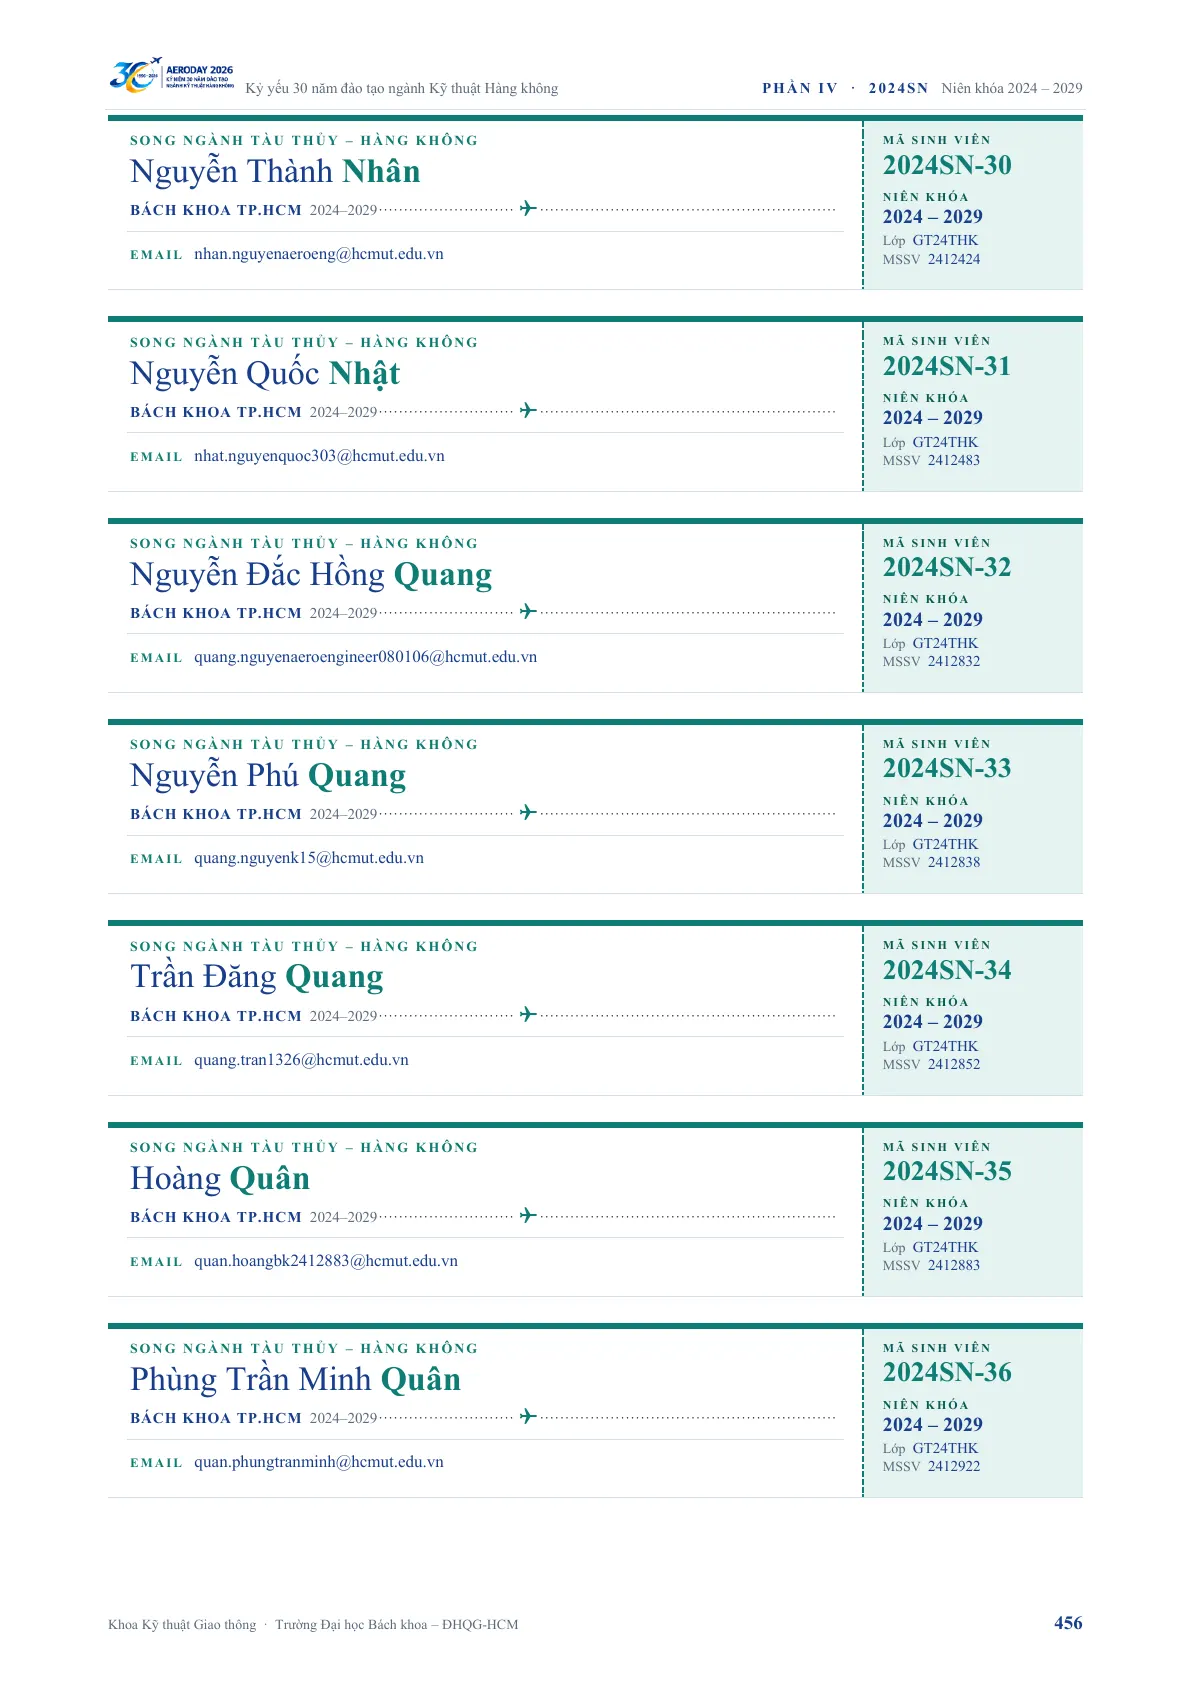 AERODAY 2026
KỶ NIỆM 30 NĂM ĐÀO TẠO
NGÀNH KỸ THUẬT HÀNG KHÔNG
Kỷ yếu 30 năm đào tạo ngành Kỹ thuật Hàng không
PHẦN IV · 2024SN Niên khóa 2024 – 2029
SONG NGÀNH TÀU THỦY – HÀNG KHÔNG
Nguyễn Thành Nhân
BÁCH KHOA TP.HCM 2024–2029
EMAIL nhan.nguyenaeroeng@hcmut.edu.vn
MÃ SINH VIÊN
2024SN-30
NIÊN KHÓA
2024 – 2029
Lớp GT24THK
MSSV 2412424
SONG NGÀNH TÀU THỦY – HÀNG KHÔNG
Nguyễn Quốc Nhật
BÁCH KHOA TP.HCM 2024–2029
EMAIL nhat.nguyenquoc303@hcmut.edu.vn
MÃ SINH VIÊN
2024SN-31
NIÊN KHÓA
2024 – 2029
Lớp GT24THK
MSSV 2412483
SONG NGÀNH TÀU THỦY – HÀNG KHÔNG
Nguyễn Đắc Hồng Quang
BÁCH KHOA TP.HCM 2024–2029
EMAIL quang.nguyenaeroengineer080106@hcmut.edu.vn
MÃ SINH VIÊN
2024SN-32
NIÊN KHÓA
2024 – 2029
Lớp GT24THK
MSSV 2412832
SONG NGÀNH TÀU THỦY – HÀNG KHÔNG
Nguyễn Phú Quang
BÁCH KHOA TP.HCM 2024–2029
EMAIL quang.nguyenk15@hcmut.edu.vn
MÃ SINH VIÊN
2024SN-33
NIÊN KHÓA
2024 – 2029
Lớp GT24THK
MSSV 2412838
SONG NGÀNH TÀU THỦY – HÀNG KHÔNG
Trần Đăng Quang
BÁCH KHOA TP.HCM 2024–2029
EMAIL quang.tran1326@hcmut.edu.vn
MÃ SINH VIÊN
2024SN-34
NIÊN KHÓA
2024 – 2029
Lớp GT24THK
MSSV 2412852
SONG NGÀNH TÀU THỦY – HÀNG KHÔNG
Hoàng Quân
BÁCH KHOA TP.HCM 2024–2029
EMAIL quan.hoangbk2412883@hcmut.edu.vn
MÃ SINH VIÊN
2024SN-35
NIÊN KHÓA
2024 – 2029
Lớp GT24THK
MSSV 2412883
SONG NGÀNH TÀU THỦY – HÀNG KHÔNG
Phùng Trần Minh Quân
BÁCH KHOA TP.HCM 2024–2029
EMAIL quan.phungtranminh@hcmut.edu.vn
MÃ SINH VIÊN
2024SN-36
NIÊN KHÓA
2024 – 2029
Lớp GT24THK
MSSV 2412922
Khoa Kỹ thuật Giao thông · Trường Đại học Bách khoa – ĐHQG-HCM
456